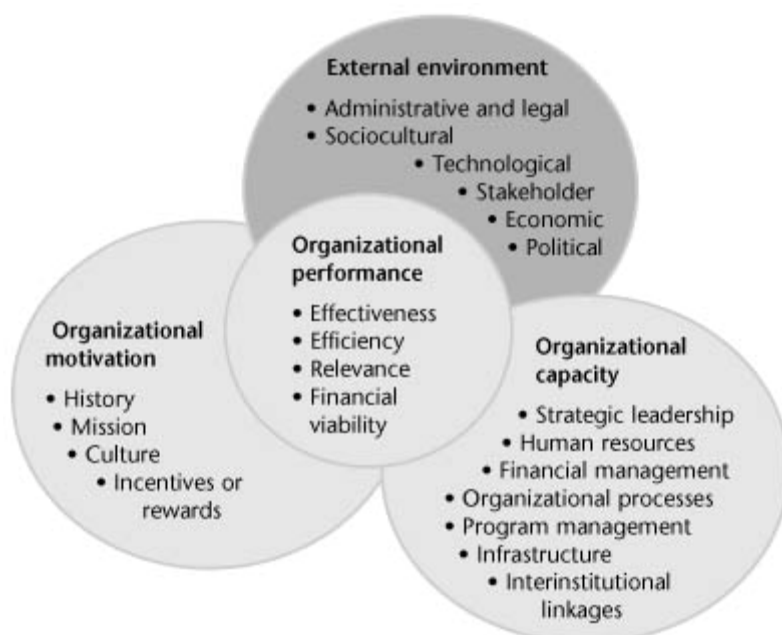 External environment
• Administrative and legal
• Sociocultural
• Technological
• Stakeholder
• Economic
• Political
Organizational
performance
• Effectiveness
• Efficiency
• Relevance
• Financial
viability
Organizational
motivation
• History
• Mission
• Culture
• Incentives or
rewards
Organizational
capacity
• Strategic leadership
• Human resources
• Financial management
• Organizational processes
• Program management
• Infrastructure
• Interinstitutional
linkages